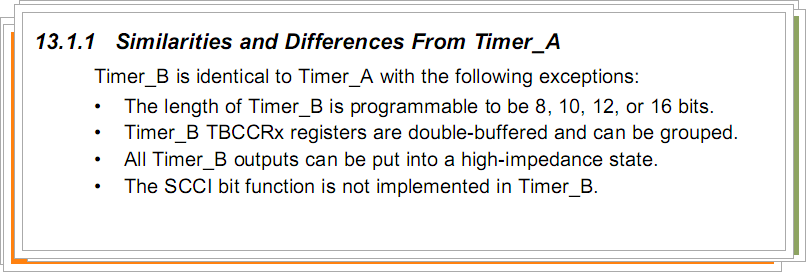 13.1.1 Similarities and Differences From Timer_A
Timer_B is identical to Timer_A with the following exceptions:
• The length of Timer_B is programmable to be 8, 10, 12, or 16 bits.
• Timer_B TBCCRx registers are double-buffered and can be grouped.
• All Timer_B outputs can be put into a high-impedance state.
• The SCCI bit function is not implemented in Timer_B.